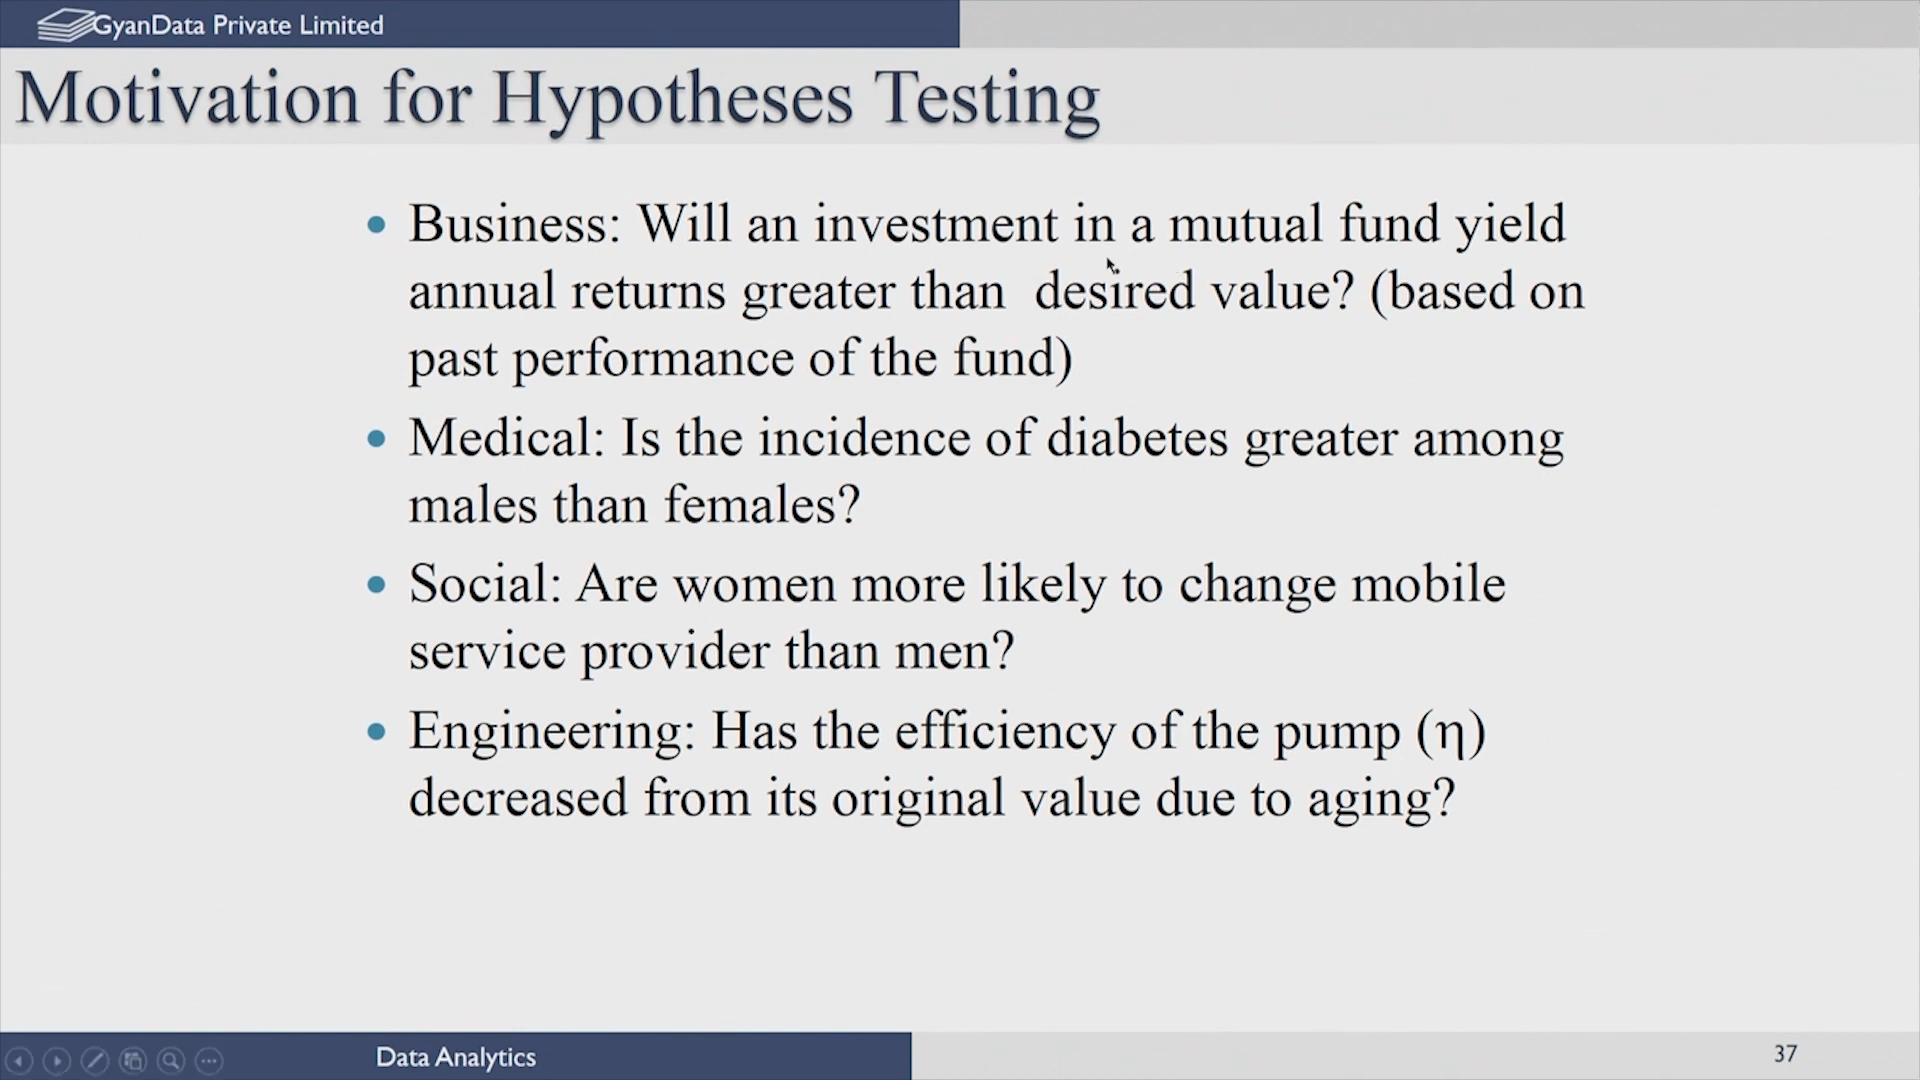 GyanData Private Limited
Motivation for Hypotheses Testing
• Business: Will an investment in a mutual fund yield
annual returns greater than  desired value? (based on
past performance of the fund)
• Medical: Is the incidence of diabetes greater among
males than females?
• Social: Are women more likely to change mobile
service provider than men?
• Engineering: Has the efficiency of the pump (η)
decreased from its original value due to aging?
Data Analytics
37